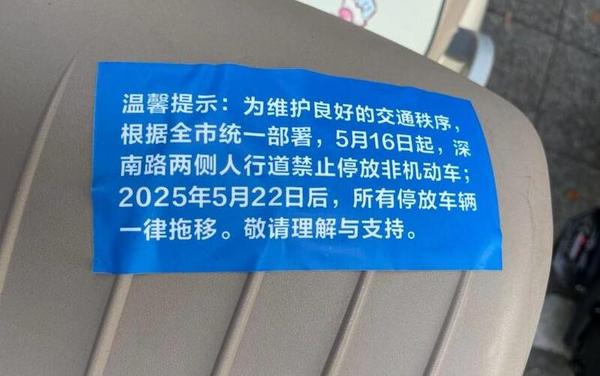 温馨提示：为维护良好的交通秩序，
根据全市统一部署，5月16日起，深
南路两侧人行道禁止停放非机动车；
2025年5月22日后，所有停放车辆
一律拖移。敬请理解与支持。